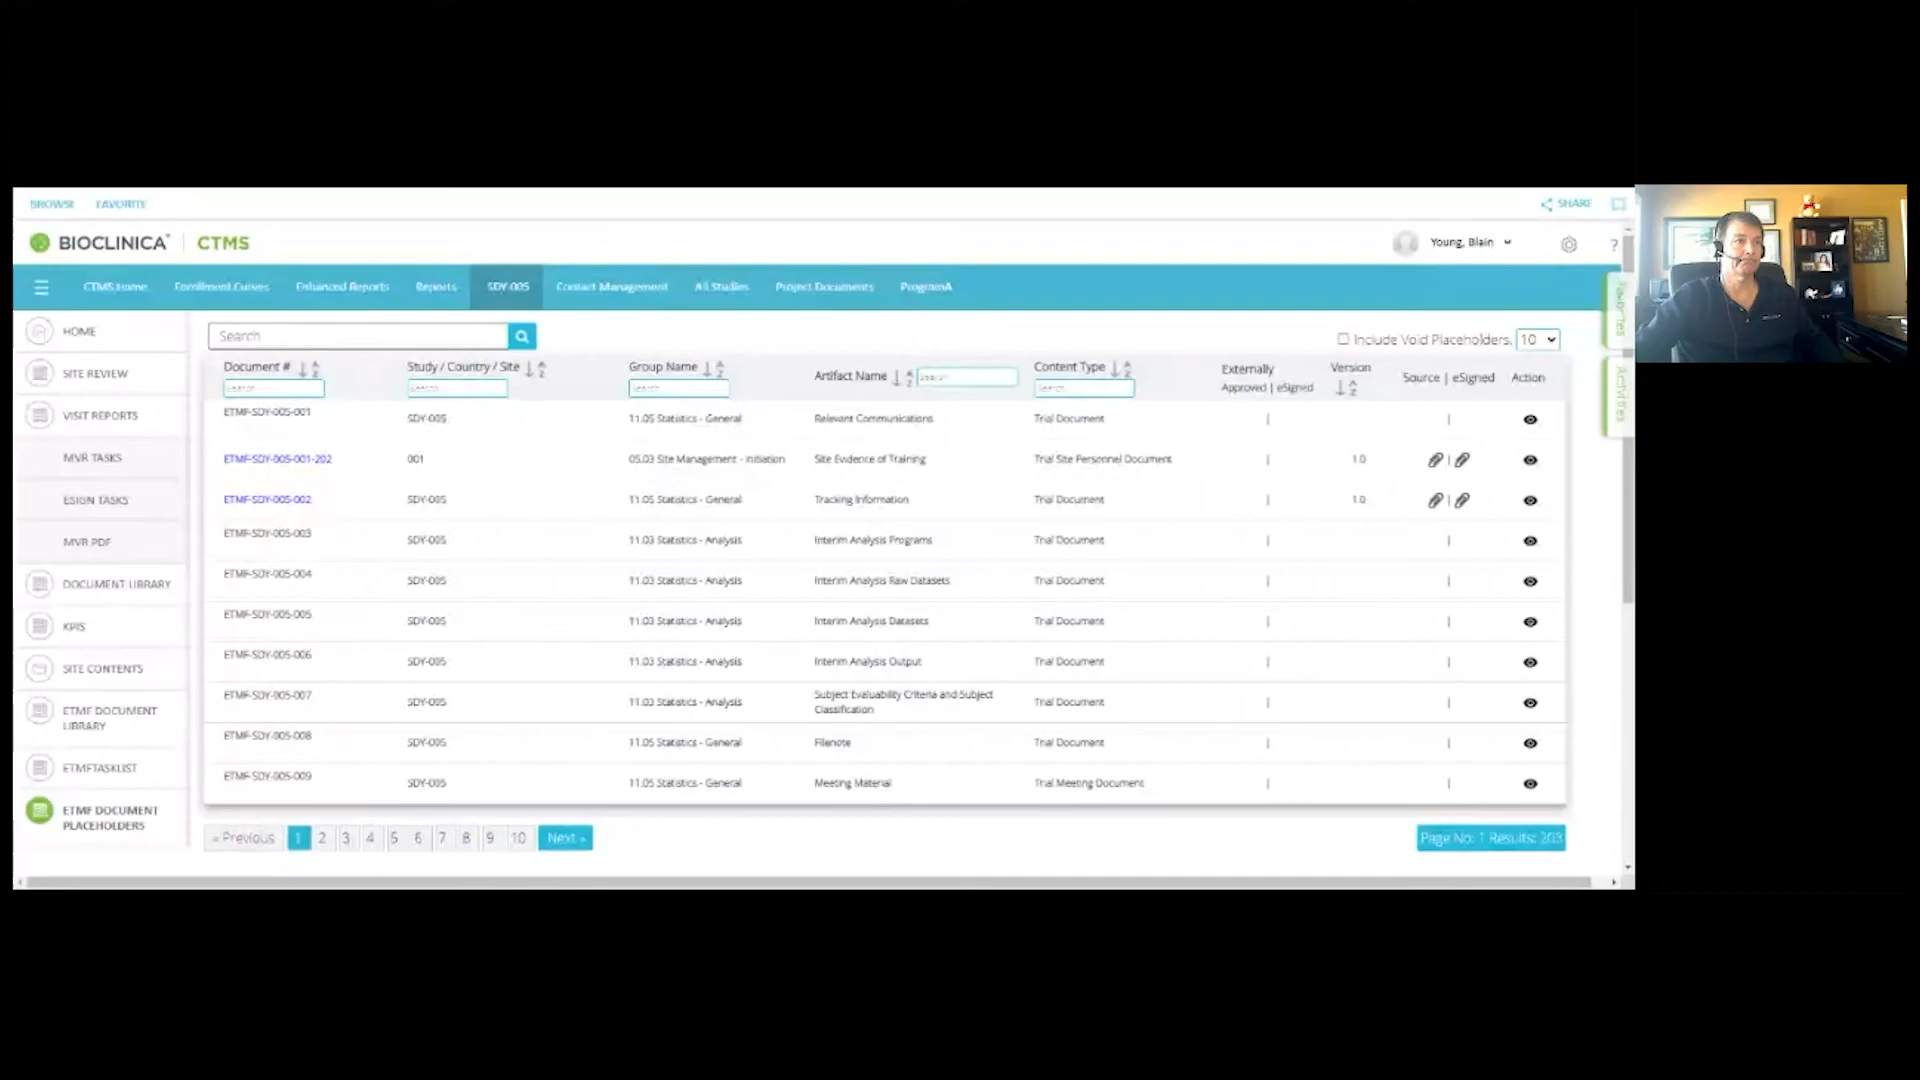 BROWSE FAVORITE SHARE
BIOCLINICA CTMS Young, Blain ?
CTMS Home Enrollment Curves Enhanced Reports Reports SDY-005 Contact Management All Studies Project Documents ProgramA
Favorites
Activities
HOME
SITE REVIEW
VISIT REPORTS
MVR TASKS
ESIGN TASKS
MVR PDF
DOCUMENT LIBRARY
KPIS
SITE CONTENTS
ETMF DOCUMENT
LIBRARY
ETMFTASKLIST
ETMF DOCUMENT
PLACEHOLDERS
Search Include Void Placeholders. 10
Document # Study / Country / Site Group Name Artifact Name Search Content Type Externally Approved | eSigned Version Source | eSigned Action
Search Search Search Search
ETMF-SDY-005-001 SDY-005 11.05 Statistics - General Relevant Communications Trial Document | |
ETMF-SDY-005-001-202 001 05.03 Site Management - Initiation Site Evidence of Training Trial Site Personnel Document | 1.0 |
ETMF-SDY-005-002 SDY-005 11.05 Statistics - General Tracking Information Trial Document | 1.0 |
ETMF-SDY-005-003 SDY-005 11.03 Statistics - Analysis Interim Analysis Programs Trial Document | |
ETMF-SDY-005-004 SDY-005 11.03 Statistics - Analysis Interim Analysis Raw Datasets Trial Document | |
ETMF-SDY-005-005 SDY-005 11.03 Statistics - Analysis Interim Analysis Datasets Trial Document | |
ETMF-SDY-005-006 SDY-005 11.03 Statistics - Analysis Interim Analysis Output Trial Document | |
ETMF-SDY-005-007 SDY-005 11.03 Statistics - Analysis Subject Evaluability Criteria and Subject Classification Trial Document | |
ETMF-SDY-005-008 SDY-005 11.05 Statistics - General Filenote Trial Document | |
ETMF-SDY-005-009 SDY-005 11.05 Statistics - General Meeting Material Trial Meeting Document | |
« Previous 1 2 3 4 5 6 7 8 9 10 Next » Page No: 1 Results: 203